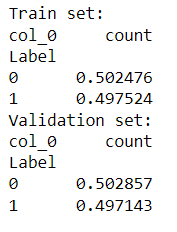 Train set:
col_0 count
Label
0 0.502476
1 0.497524
Validation set:
col_0 count
Label
0 0.502857
1 0.497143